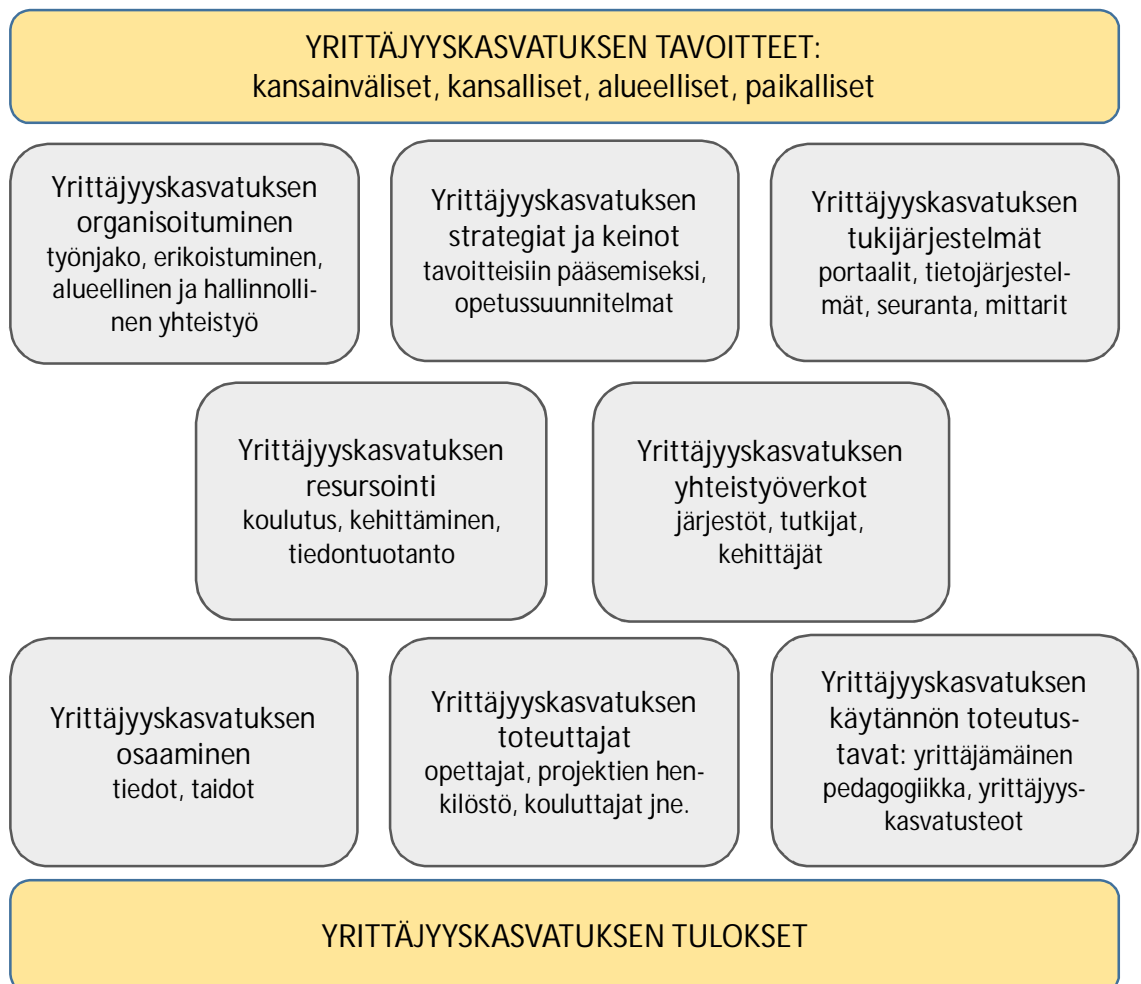 YRITTÄJYYSKASVATUKSEN TAVOITTEET:
kansainväliset, kansalliset, alueelliset, paikalliset
Yrittäjyyskasvatuksen
organisoituminen
työnjako, erikoistuminen,
alueellinen ja hallinnolli-
nen yhteistyö
Yrittäjyyskasvatuksen
strategiat ja keinot
tavoitteisiin pääsemiseksi,
opetussuunnitelmat
Yrittäjyyskasvatuksen
tukijärjestelmät
portaalit, tietojärjestel-
mät, seuranta, mittarit
Yrittäjyyskasvatuksen
resursointi
koulutus, kehittäminen,
tiedontuotanto
Yrittäjyyskasvatuksen
yhteistyöverkot
järjestöt, tutkijat,
kehittäjät
Yrittäjyyskasvatuksen
osaaminen
tiedot, taidot
Yrittäjyyskasvatuksen
toteuttajat
opettajat, projektien hen-
kilöstö, kouluttajat jne.
Yrittäjyyskasvatuksen
käytännön toteutus-
tavat: yrittäjämäinen
pedagogiikka, yrittäjyys-
kasvatusteot
YRITTÄJYYSKASVATUKSEN TULOKSET